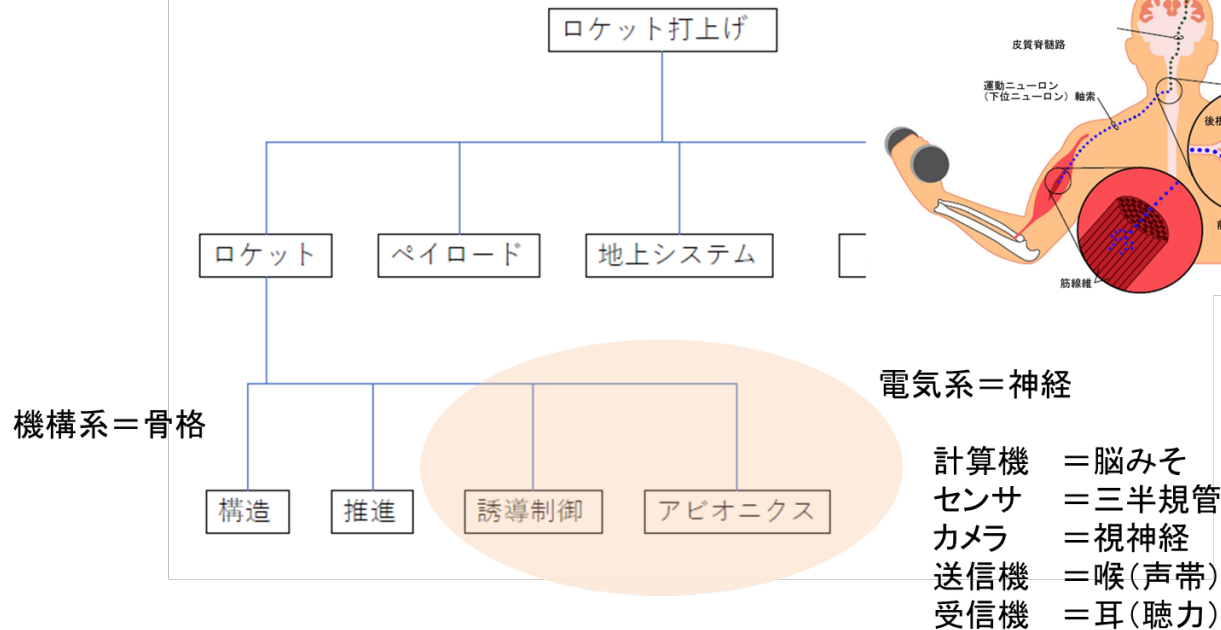 ロケット打上げ
皮質脊髄路
運動ニューロン
(下位ニューロン)軸索
筋線維
ロケット
ペイロード
地上システム
電気系＝神経
機構系＝骨格
構造
推進
誘導制御
アビオニクス
計算機　＝脳みそ
センサ　＝三半規管
カメラ　＝視神経
送信機　＝喉(声帯)
受信機　＝耳(聴力)